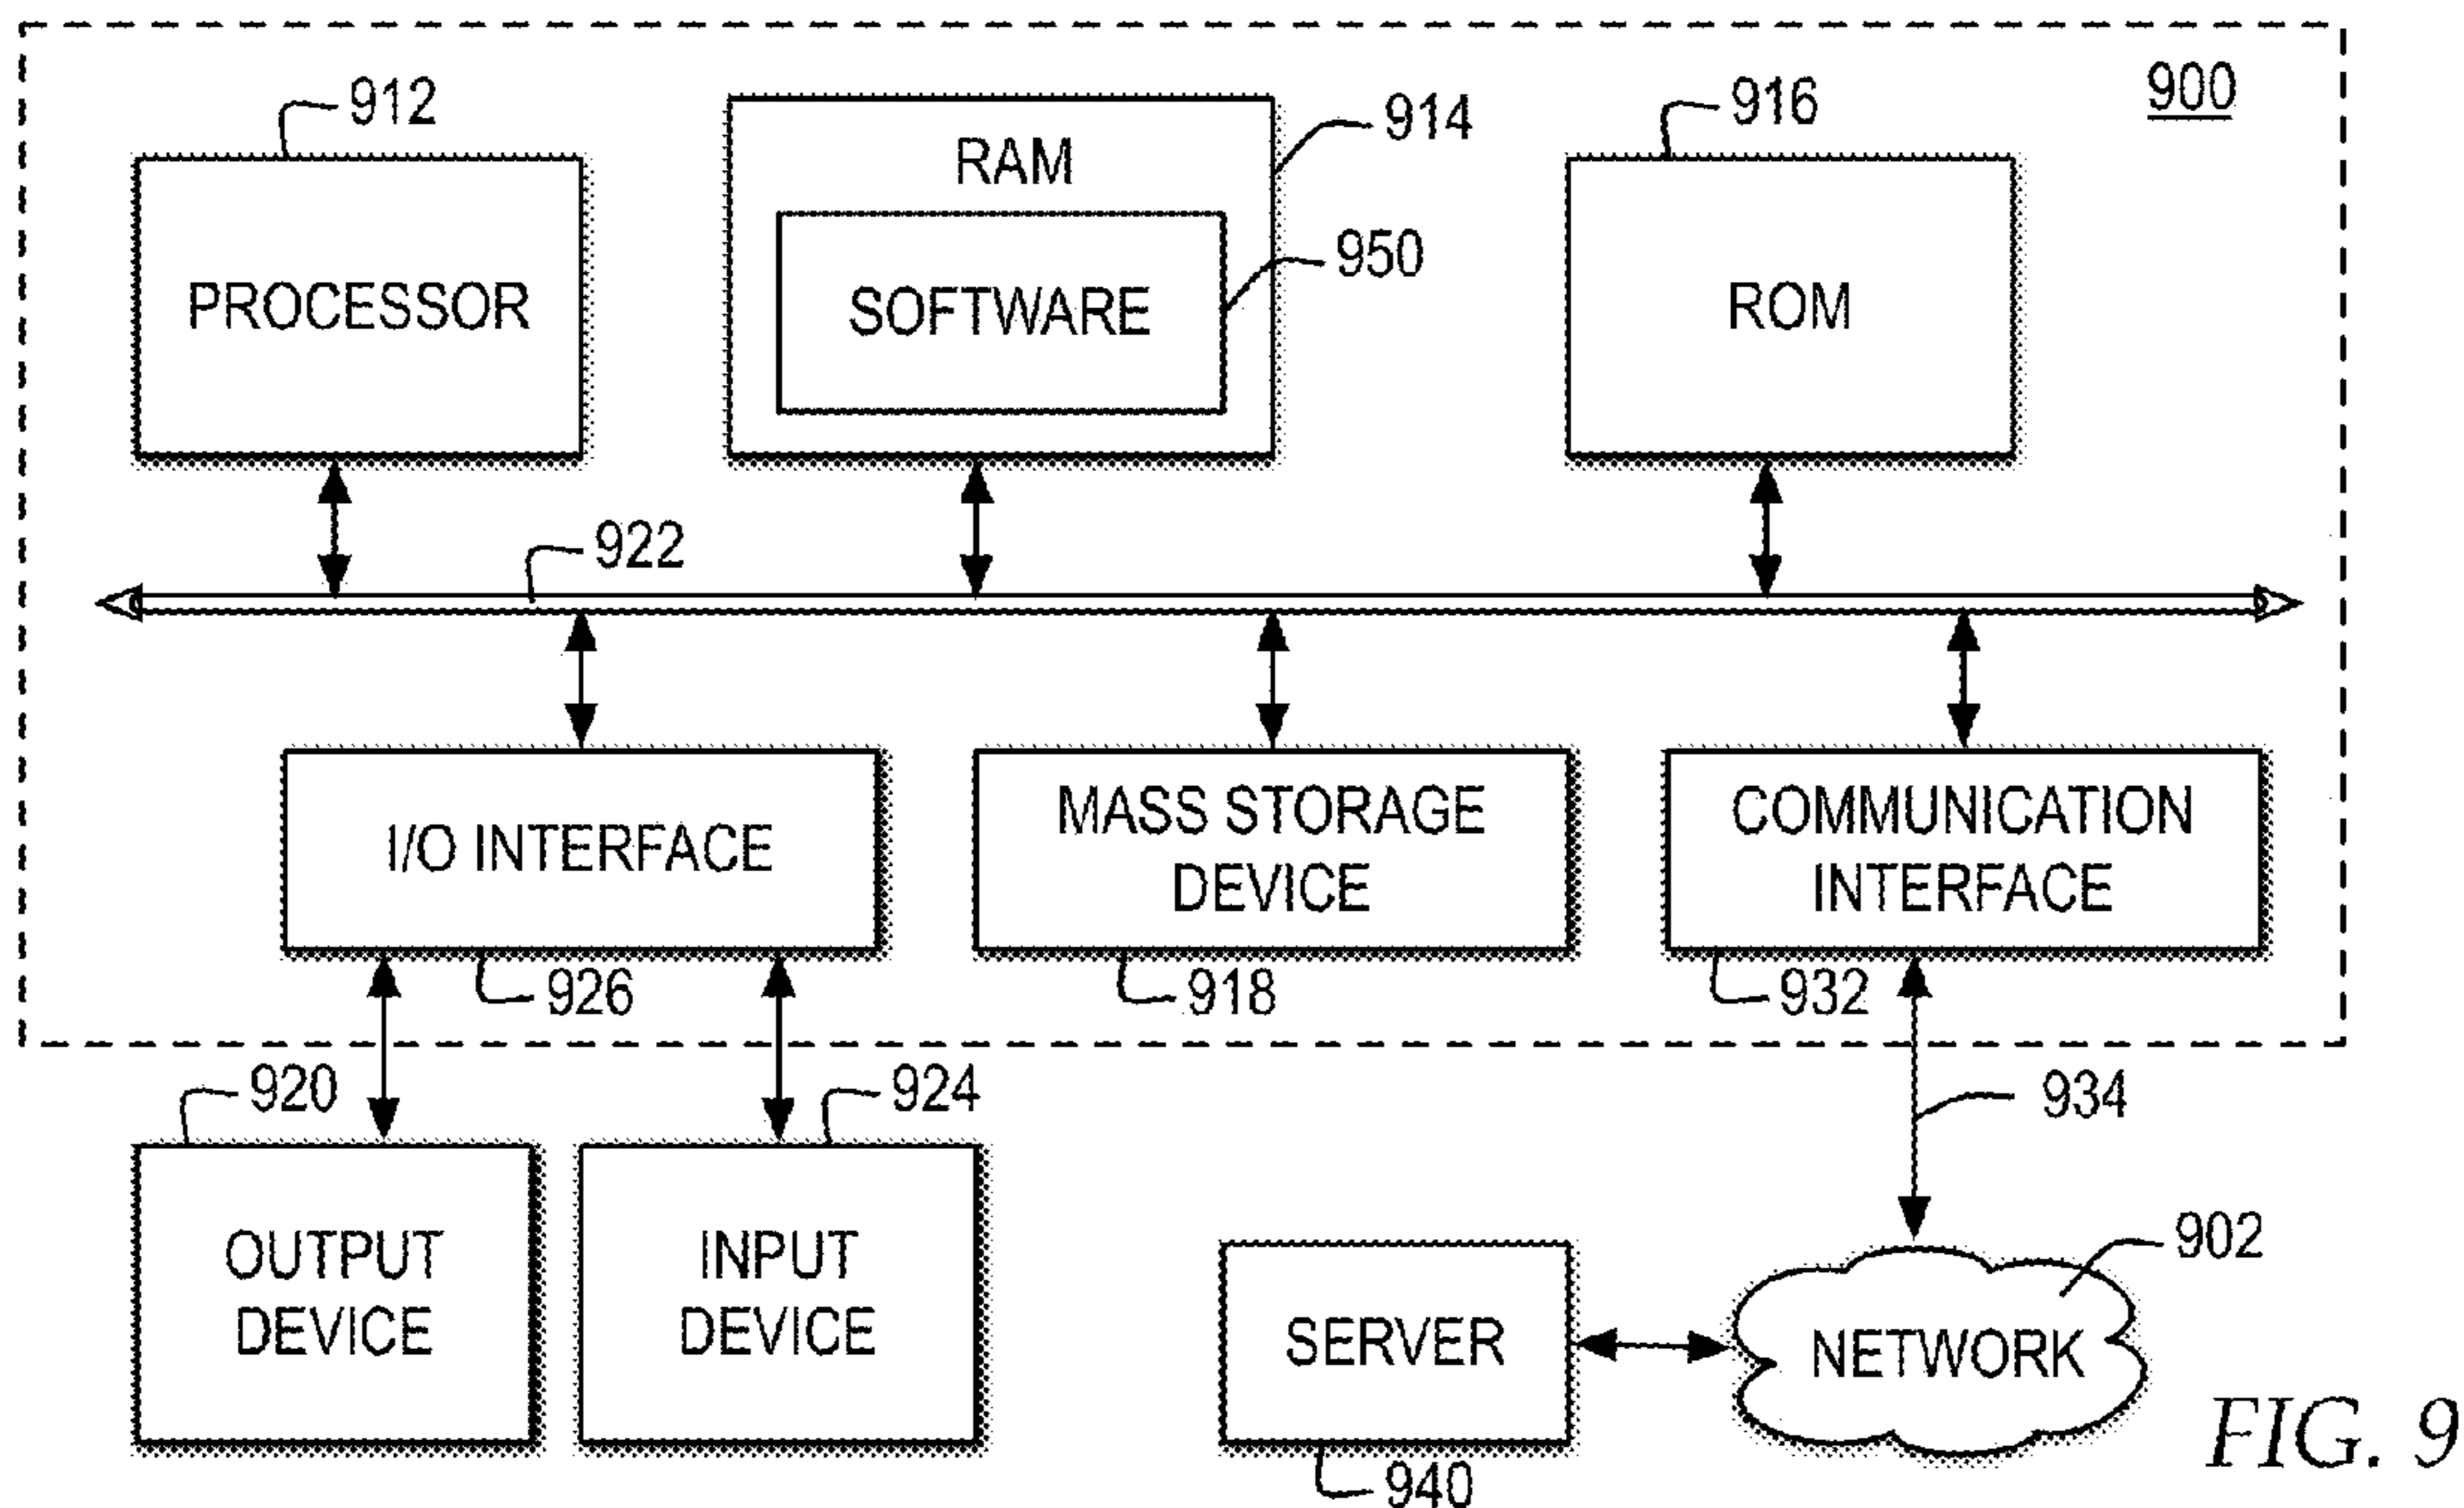 900
912
914
916
RAM
950
PROCESSOR
SOFTWARE
ROM
922
I/O INTERFACE
MASS STORAGE
DEVICE
COMMUNICATION
INTERFACE
926
918
932
920
924
934
OUTPUT
DEVICE
INPUT
DEVICE
902
SERVER
NETWORK
940
FIG. 9